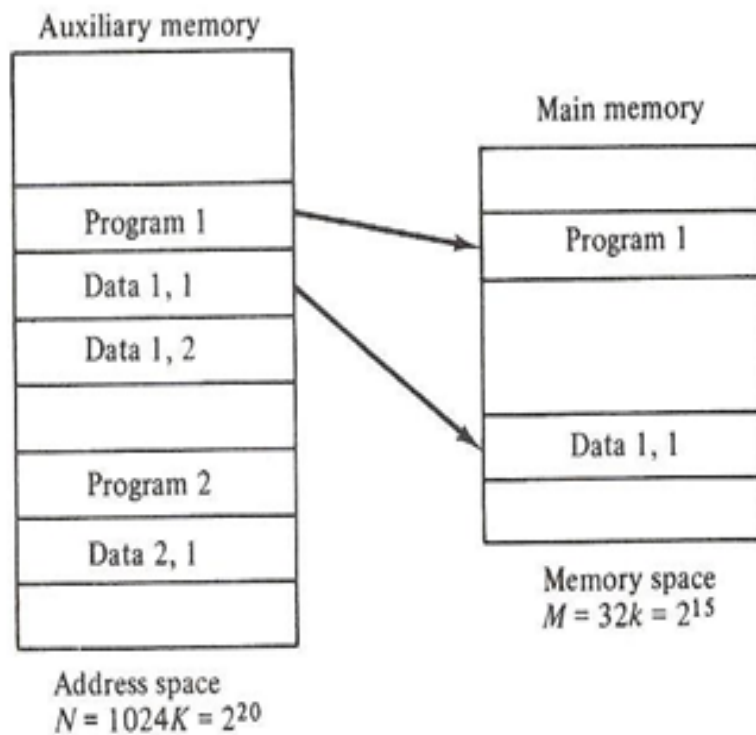 Auxiliary memory
Program 1
Data 1, 1
Data 1, 2
Program 2
Data 2, 1
Address space
N = 1024K = 2²⁰
Main memory
Program 1
Data 1, 1
Memory space
M = 32k = 2¹⁵